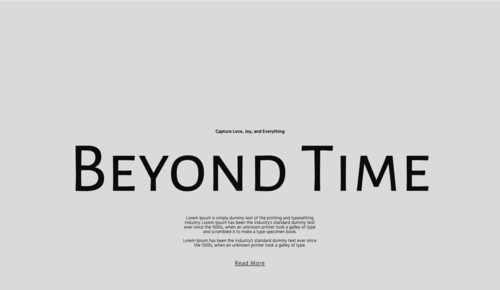 Capture Love, Joy, and Everything
BEYOND TIME
Lorem Ipsum is simply dummy text of the printing and typesetting
industry. Lorem Ipsum has been the industry's standard dummy text
ever since the 1500s, when an unknown printer took a galley of type
and scrambled it to make a type specimen book.
Lorem Ipsum has been the industry's standard dummy text ever since
the 1500s, when an unknown printer took a galley of type.
Read More